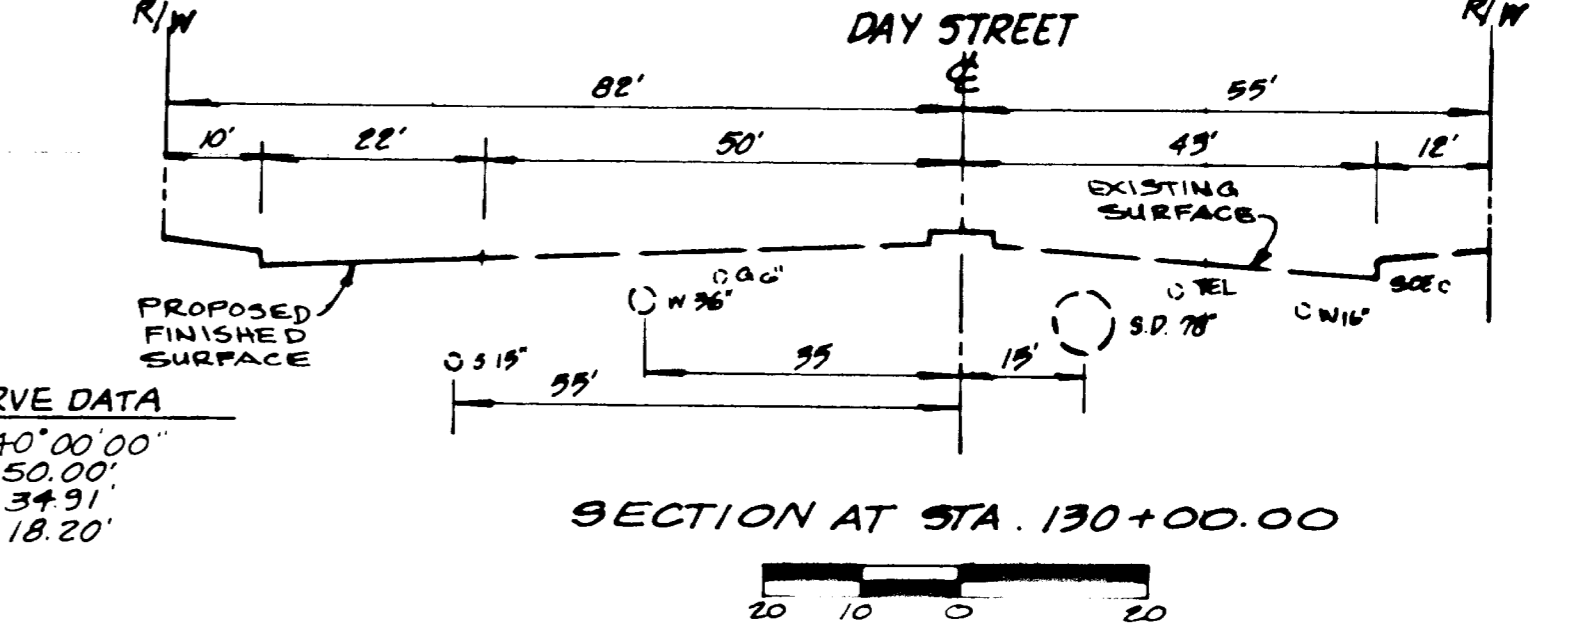 R/W
DAY STREET
R/W
℄
82'
55'
10'
22'
50'
43'
12'
EXISTING
SURFACE
G 6"
W 36"
TEL
W 16"
S.D. 78"
PROPOSED
FINISHED
SURFACE
S 15"
35
13'
55'
RVE DATA
40°00'00"
50.00'
34.91'
18.20'
SECTION AT STA. 130+00.00
20 10 0 20